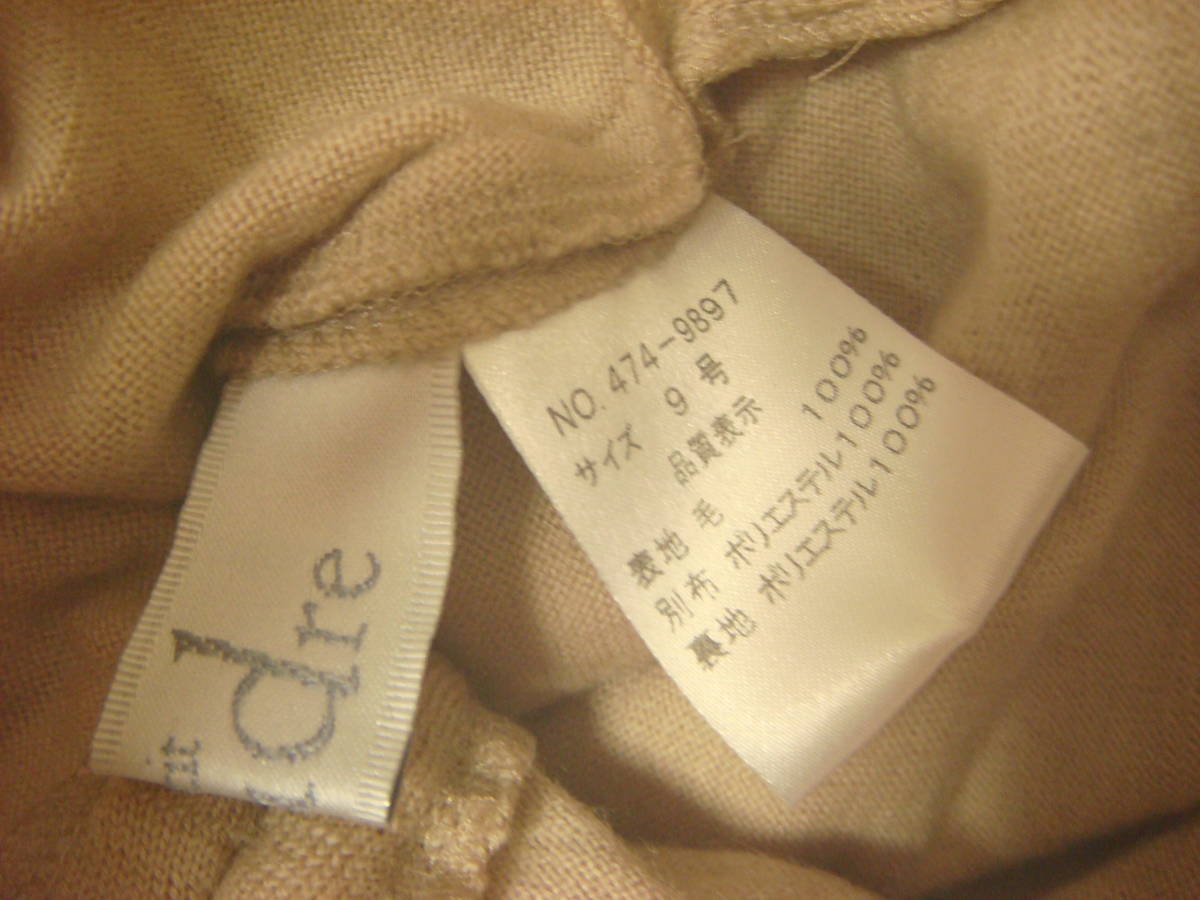 NO. 474-9897
サイズ 9 号
品質表示
表地 毛 100%
別布 ポリエステル100%
裏地 ポリエステル100%
dre
it